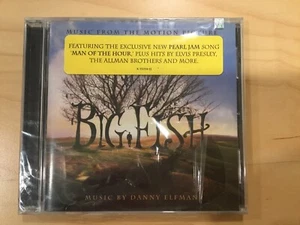 MUSIC FROM THE MOTION PICTURE
FEATURING THE EXCLUSIVE NEW PEARL JAM SONG
'MAN OF THE HOUR,' PLUS HITS BY ELVIS PRESLEY,
THE ALLMAN BROTHERS AND MORE.
BIG FISH
MUSIC BY DANNY ELFMAN